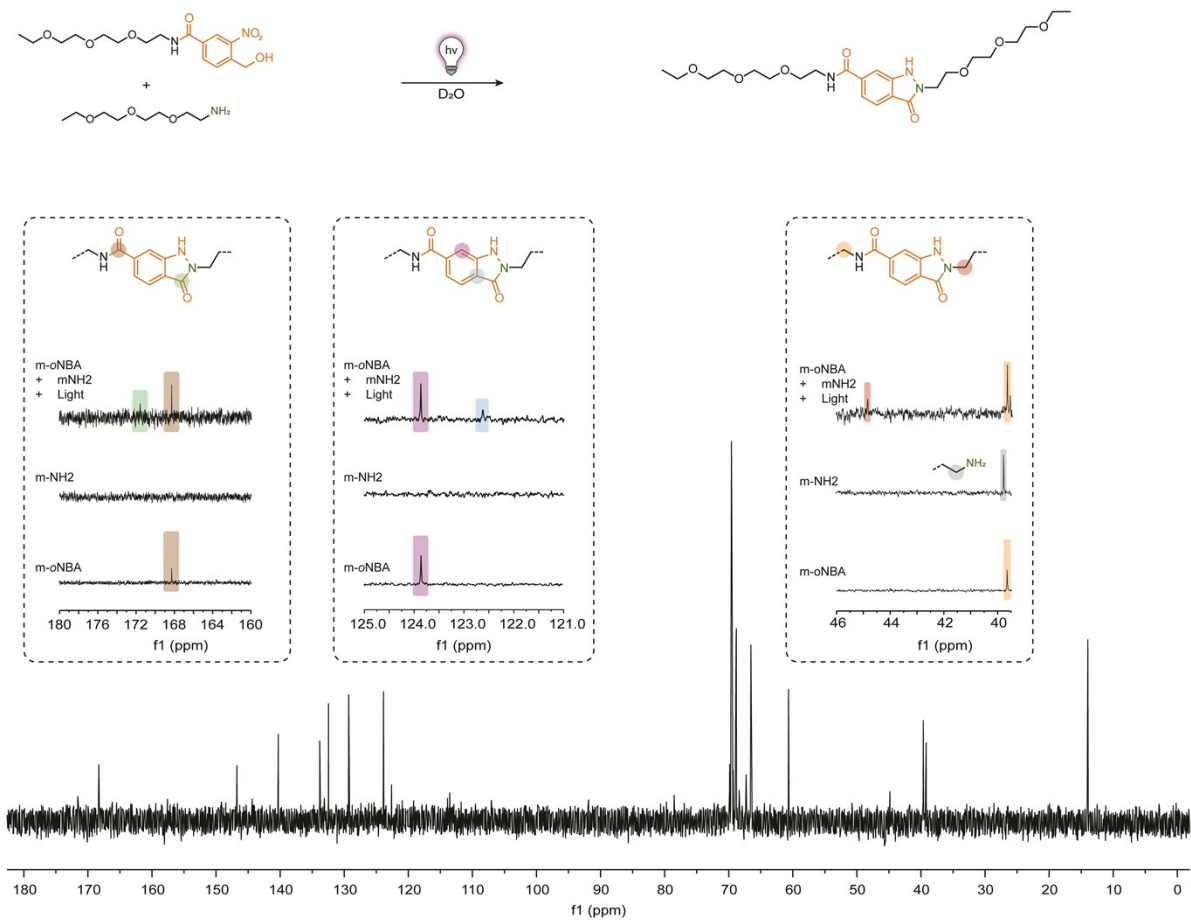 O
O
O
O
N
H
O
NO₂
OH
+
O
O
O
NH₂
hv
D₂O
O
O
O
N
H
O
H
N
N
O
O
O
O
O
N
H
H
N
N
O
m-oNBA
+ mNH2
+ Light
m-NH2
m-oNBA
180 176 172 168 164 160
f1 (ppm)
O
N
H
H
N
N
O
m-oNBA
+ mNH2
+ Light
m-NH2
m-oNBA
125.0 124.0 123.0 122.0 121.0
f1 (ppm)
O
N
H
H
N
N
O
m-oNBA
+ mNH2
+ Light
NH₂
m-NH2
m-oNBA
46 44 42 40
f1 (ppm)
180 170 160 150 140 130 120 110 100 90 80 70 60 50 40 30 20 10 0
f1 (ppm)